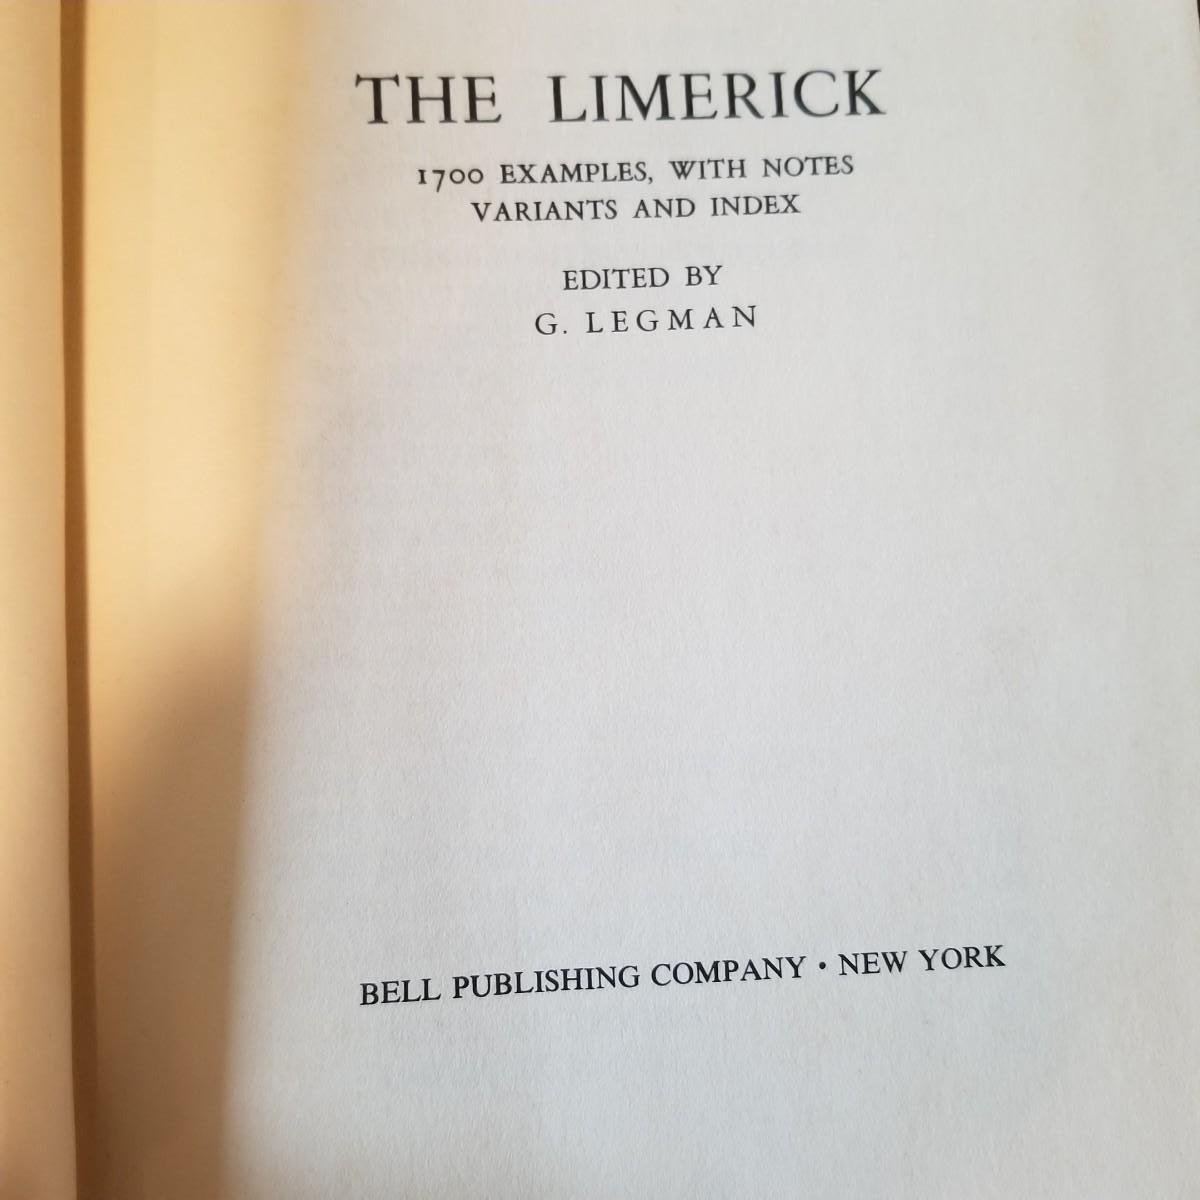 THE LIMERICK
1700 EXAMPLES, WITH NOTES
VARIANTS AND INDEX
EDITED BY
G. LEGMAN
BELL PUBLISHING COMPANY • NEW YORK